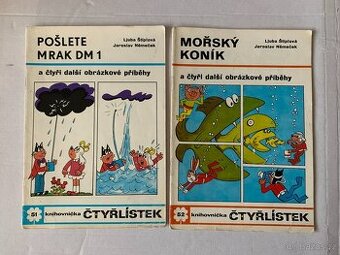 POŠLETE
MRAK DM 1
Ljuba Štíplová
Jaroslav Němeček
a čtyři další obrázkové příběhy
51
knihovnička
ČTYŘLÍSTEK
MOŘSKÝ
KONÍK
Ljuba Štíplová
Jaroslav Němeček
a čtyři další obrázkové příběhy
52
knihovnička
ČTYŘLÍSTEK